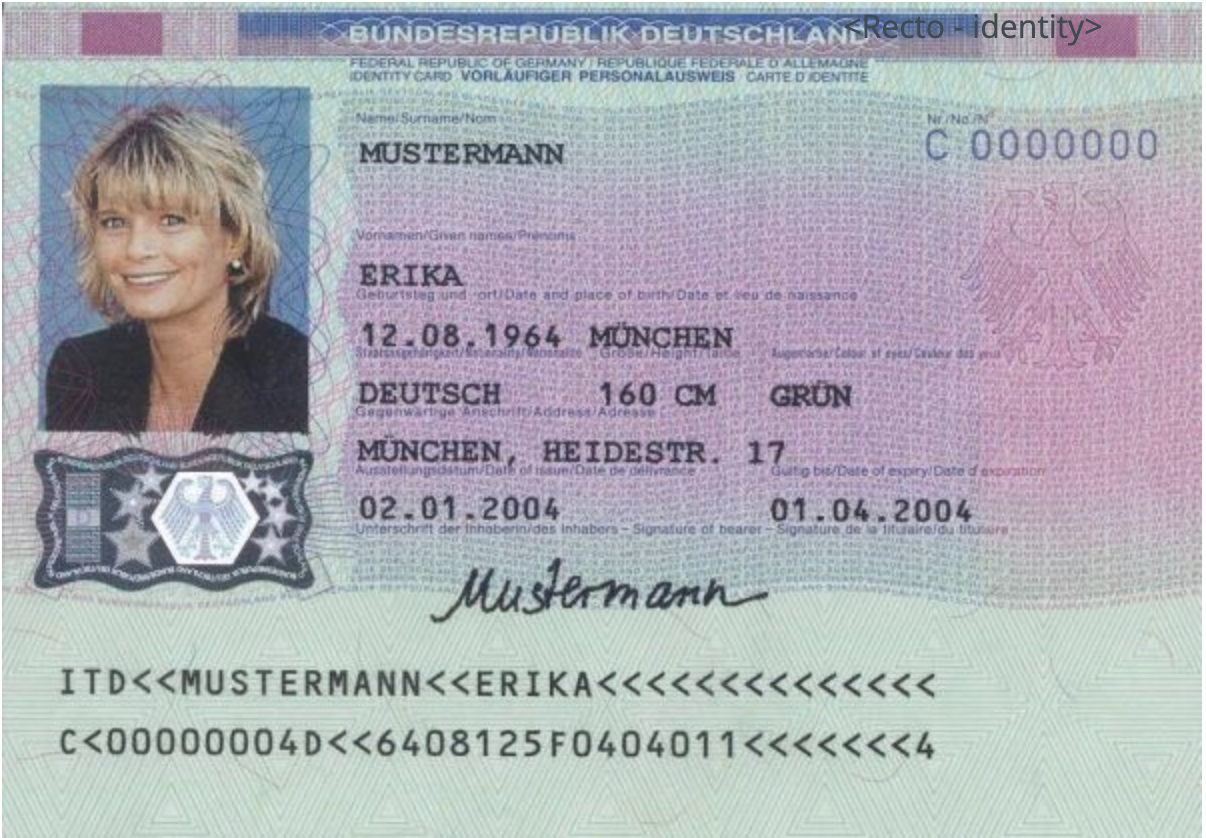 <Recto - identity>
BUNDESREPUBLIK DEUTSCHLAND
FEDERAL REPUBLIC OF GERMANY / REPUBLIQUE FEDERALE D'ALLEMAGNE
IDENTITY CARD VORLÄUFIGER PERSONALAUSWEIS CARTE D'IDENTITE
Name/Surname/Nom
Nr./No./N°
MUSTERMANN
C 0000000
Vornamen/Given names/Prénoms
ERIKA
Geburtstag und -ort/Date and place of birth/Date et lieu de naissance
12.08.1964 MÜNCHEN
Staatsangehörigkeit/Nationality/Nationalité Größe/Height/Taille Augenfarbe/Colour of eyes/Couleur des yeux
DEUTSCH 160 CM GRÜN
Gegenwärtige Anschrift/Address/Adresse
MÜNCHEN, HEIDESTR. 17
Ausstellungsdatum/Date of issue/Date de délivrance Gültig bis/Date of expiry/Date d'expiration
02.01.2004 01.04.2004
Unterschrift der Inhaberin/des Inhabers - Signature of bearer - Signature de la titulaire/du titulaire
Mustermann
ITD<<MUSTERMANN<<ERIKA<<<<<<<<<<<<<<
C<00000004D<<6408125F0404011<<<<<<<4